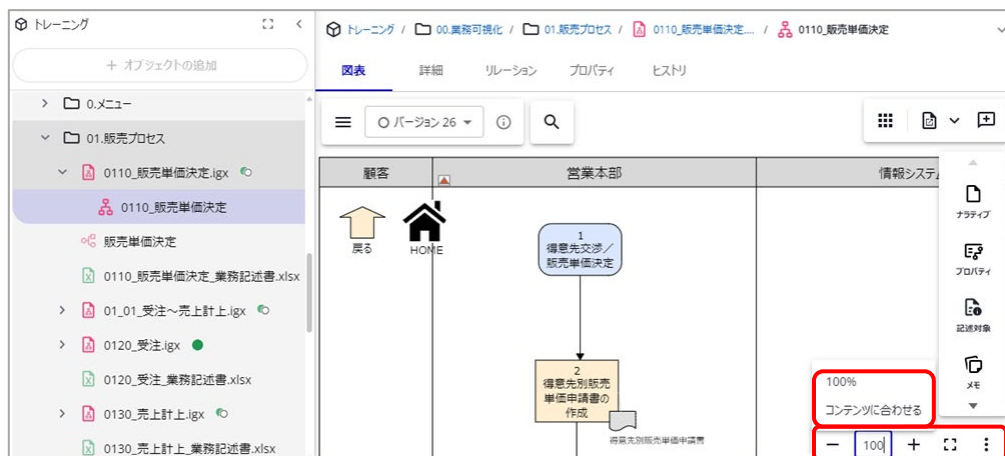 トレーニング
+ オブジェクトの追加
0.メニュー
01.販売プロセス
0110_販売単価決定.igx
0110_販売単価決定
販売単価決定
0110_販売単価決定_業務記述書.xlsx
01_01_受注～売上計上.igx
0120_受注.igx
0120_受注_業務記述書.xlsx
0130_売上計上.igx
0130_売上計上_業務記述書.xlsx
トレーニング / 00.業務可視化 / 01.販売プロセス / 0110_販売単価決定.... / 0110_販売単価決定
図表 詳細 リレーション プロパティ ヒストリ
バージョン 26
顧客 営業本部 情報システム
戻る
HOME
1
得意先交渉／
販売単価決定
2
得意先別販売
単価申請書の
作成
得意先別販売単価申請書
ナラティブ
プロパティ
記述対象
メモ
100%
コンテンツに合わせる
100